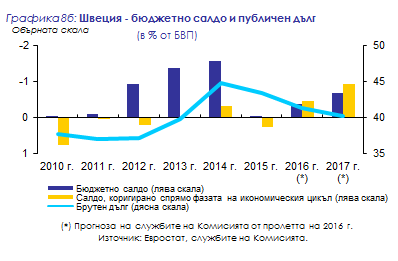 Графика 8б: Швеция - бюджетно салдо и публичен дълг
Обърната скала
(в % от БВП)
-2
50
-1
45
0
40
1
35
2010 г. 2011 г. 2012 г. 2013 г. 2014 г. 2015 г. 2016 г. 2017 г.
(*) (*)
Бюджетно салдо (лява скала)
Салдо, коригирано спрямо фазата на икономическия цикъл (лява скала)
Брутен дълг (дясна скала)
(*) Прогноза на службите на Комисията от пролетта на 2016 г.
Източник: Евростат, службите на Комисията.